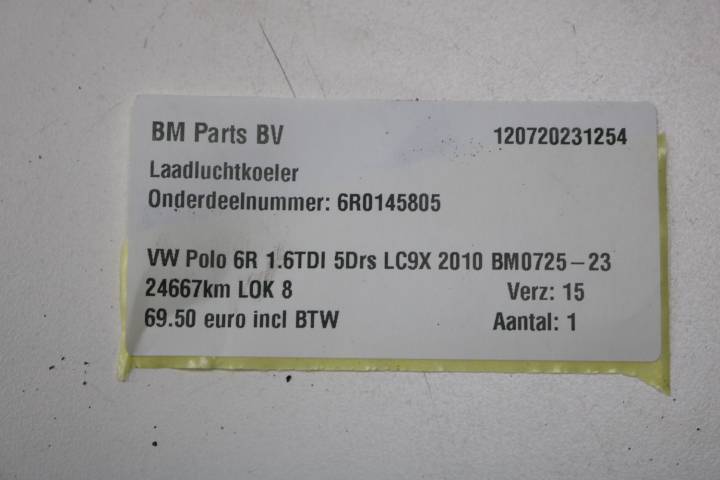 BM Parts BV 120720231254
Laadluchtkoeler
Onderdeelnummer: 6R0145805
VW Polo 6R 1.6TDI 5Drs LC9X 2010 BM0725-23
24667km LOK 8 Verz: 15
69.50 euro incl BTW Aantal: 1